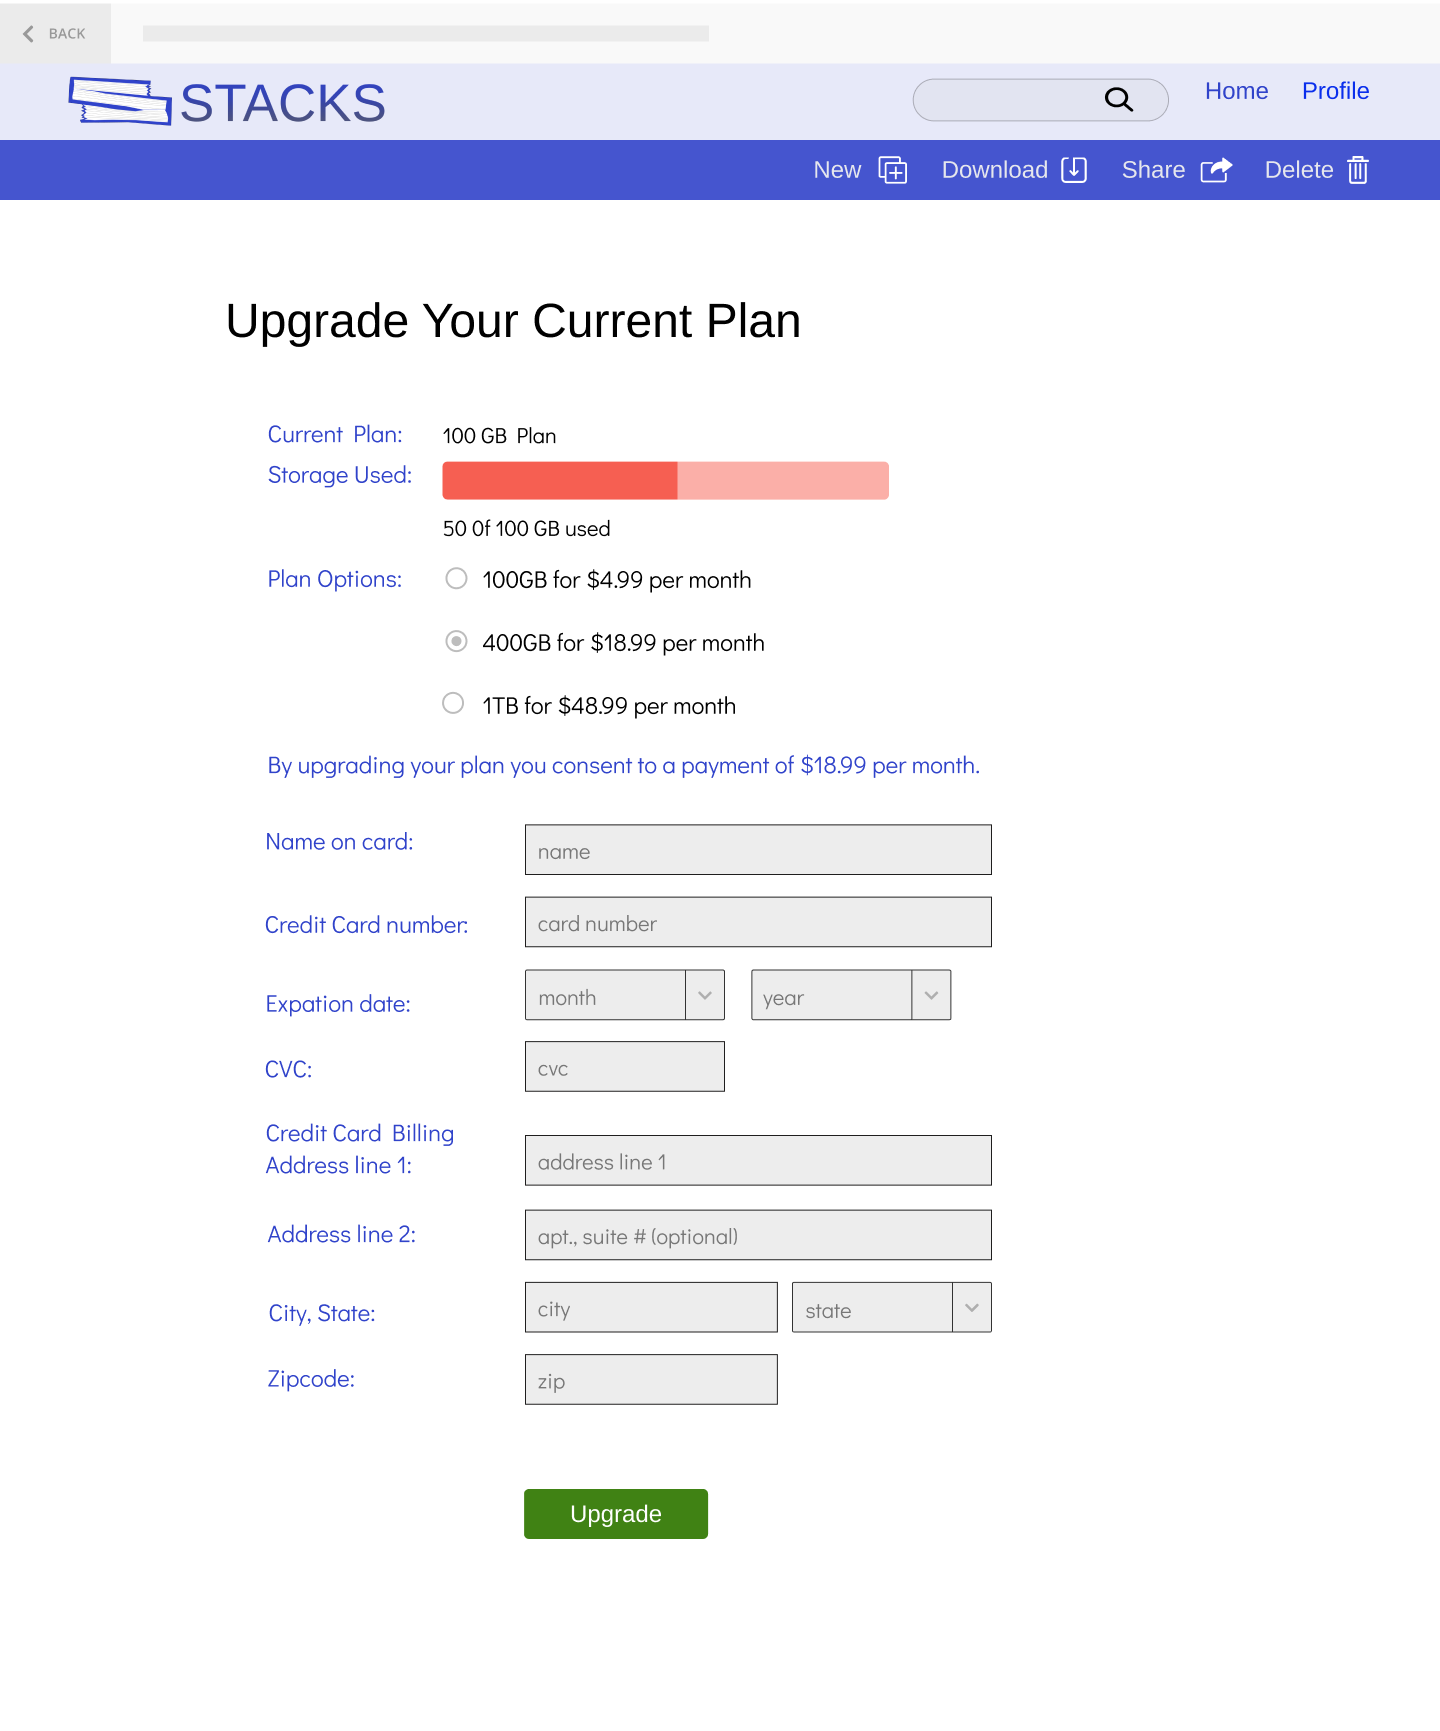 BACK
STACKS
Home Profile
New Download Share Delete
Upgrade Your Current Plan
Current Plan: 100 GB Plan
Storage Used:
50 0f 100 GB used
Plan Options: 100GB for $4.99 per month
400GB for $18.99 per month
1TB for $48.99 per month
By upgrading your plan you consent to a payment of $18.99 per month.
Name on card: name
Credit Card number: card number
Expation date: month year
CVC: cvc
Credit Card Billing
Address line 1: address line 1
Address line 2: apt., suite # (optional)
City, State: city state
Zipcode: zip
Upgrade